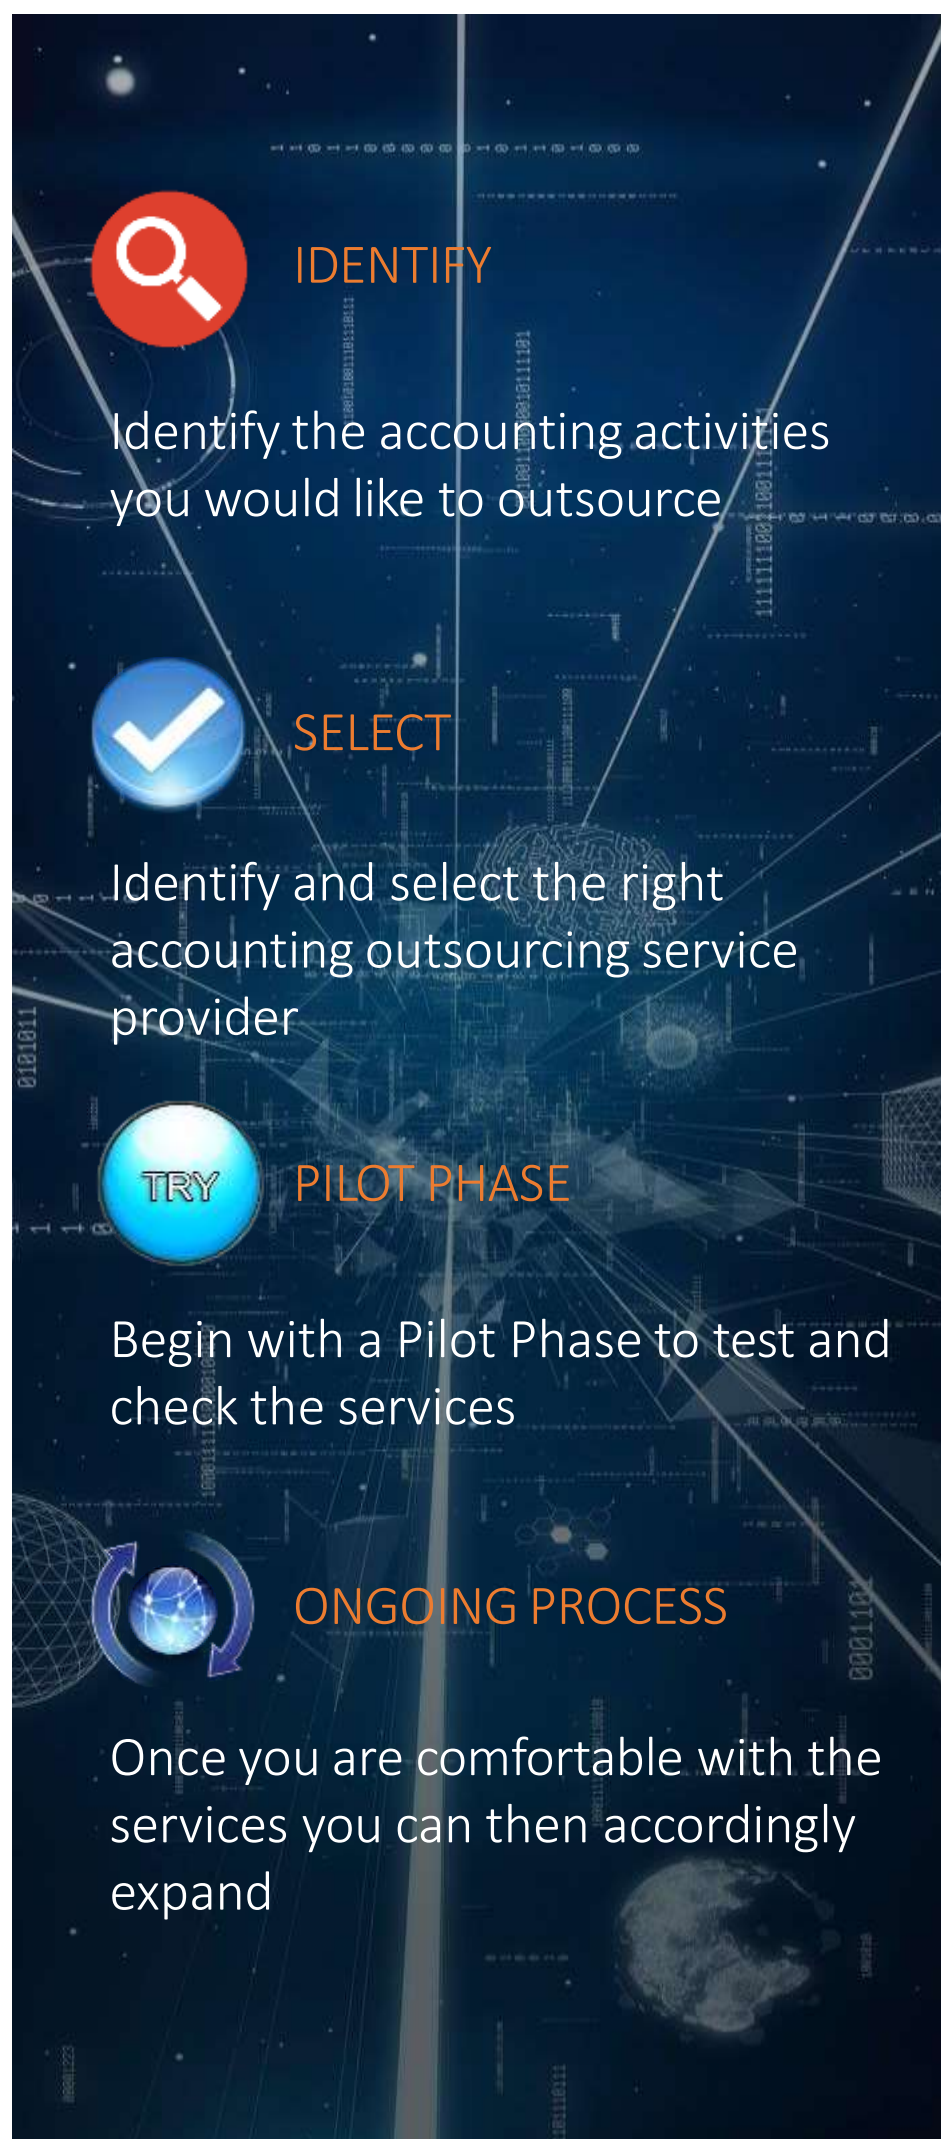 IDENTIFY
Identify the accounting activities
you would like to outsource
SELECT
Identify and select the right
accounting outsourcing service
provider
TRY
PILOT PHASE
Begin with a Pilot Phase to test and
check the services
ONGOING PROCESS
Once you are comfortable with the
services you can then accordingly
expand